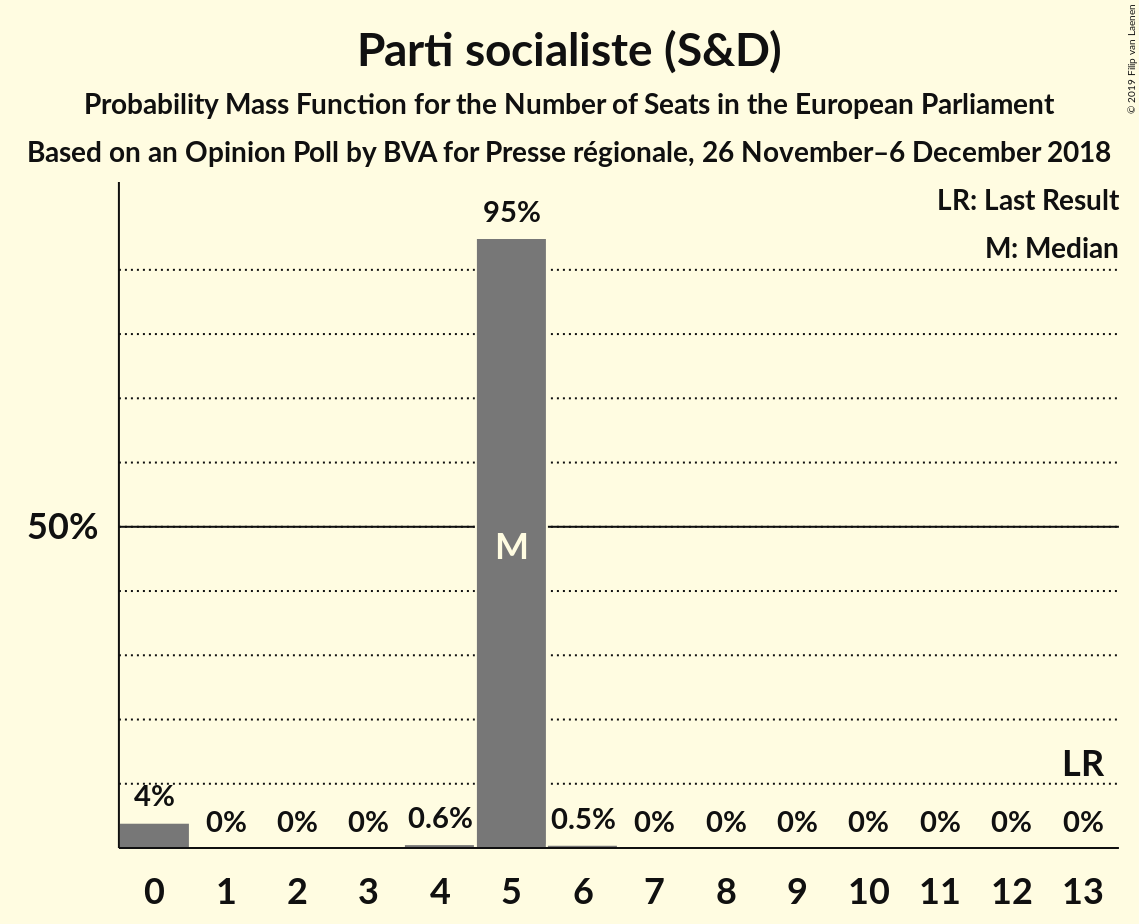 Parti socialiste (S&D)
Probability Mass Function for the Number of Seats in the European Parliament
Based on an Opinion Poll by BVA for Presse régionale, 26 November–6 December 2018
© 2019 Filip van Laenen
LR: Last Result
M: Median
95%
50%
M
LR
4%
0%
0%
0%
0.6%
0.5%
0%
0%
0%
0%
0%
0%
0%
0 1 2 3 4 5 6 7 8 9 10 11 12 13